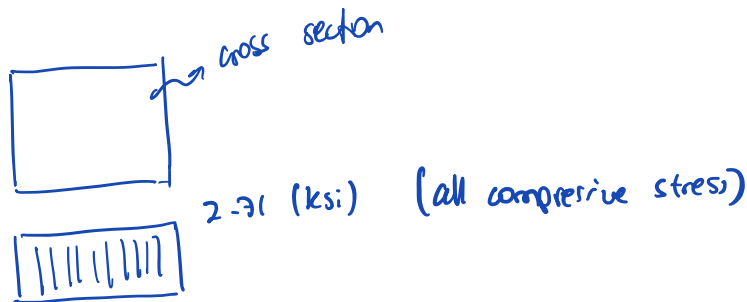 cross section
2.71 (ksi) (all compressive stress)